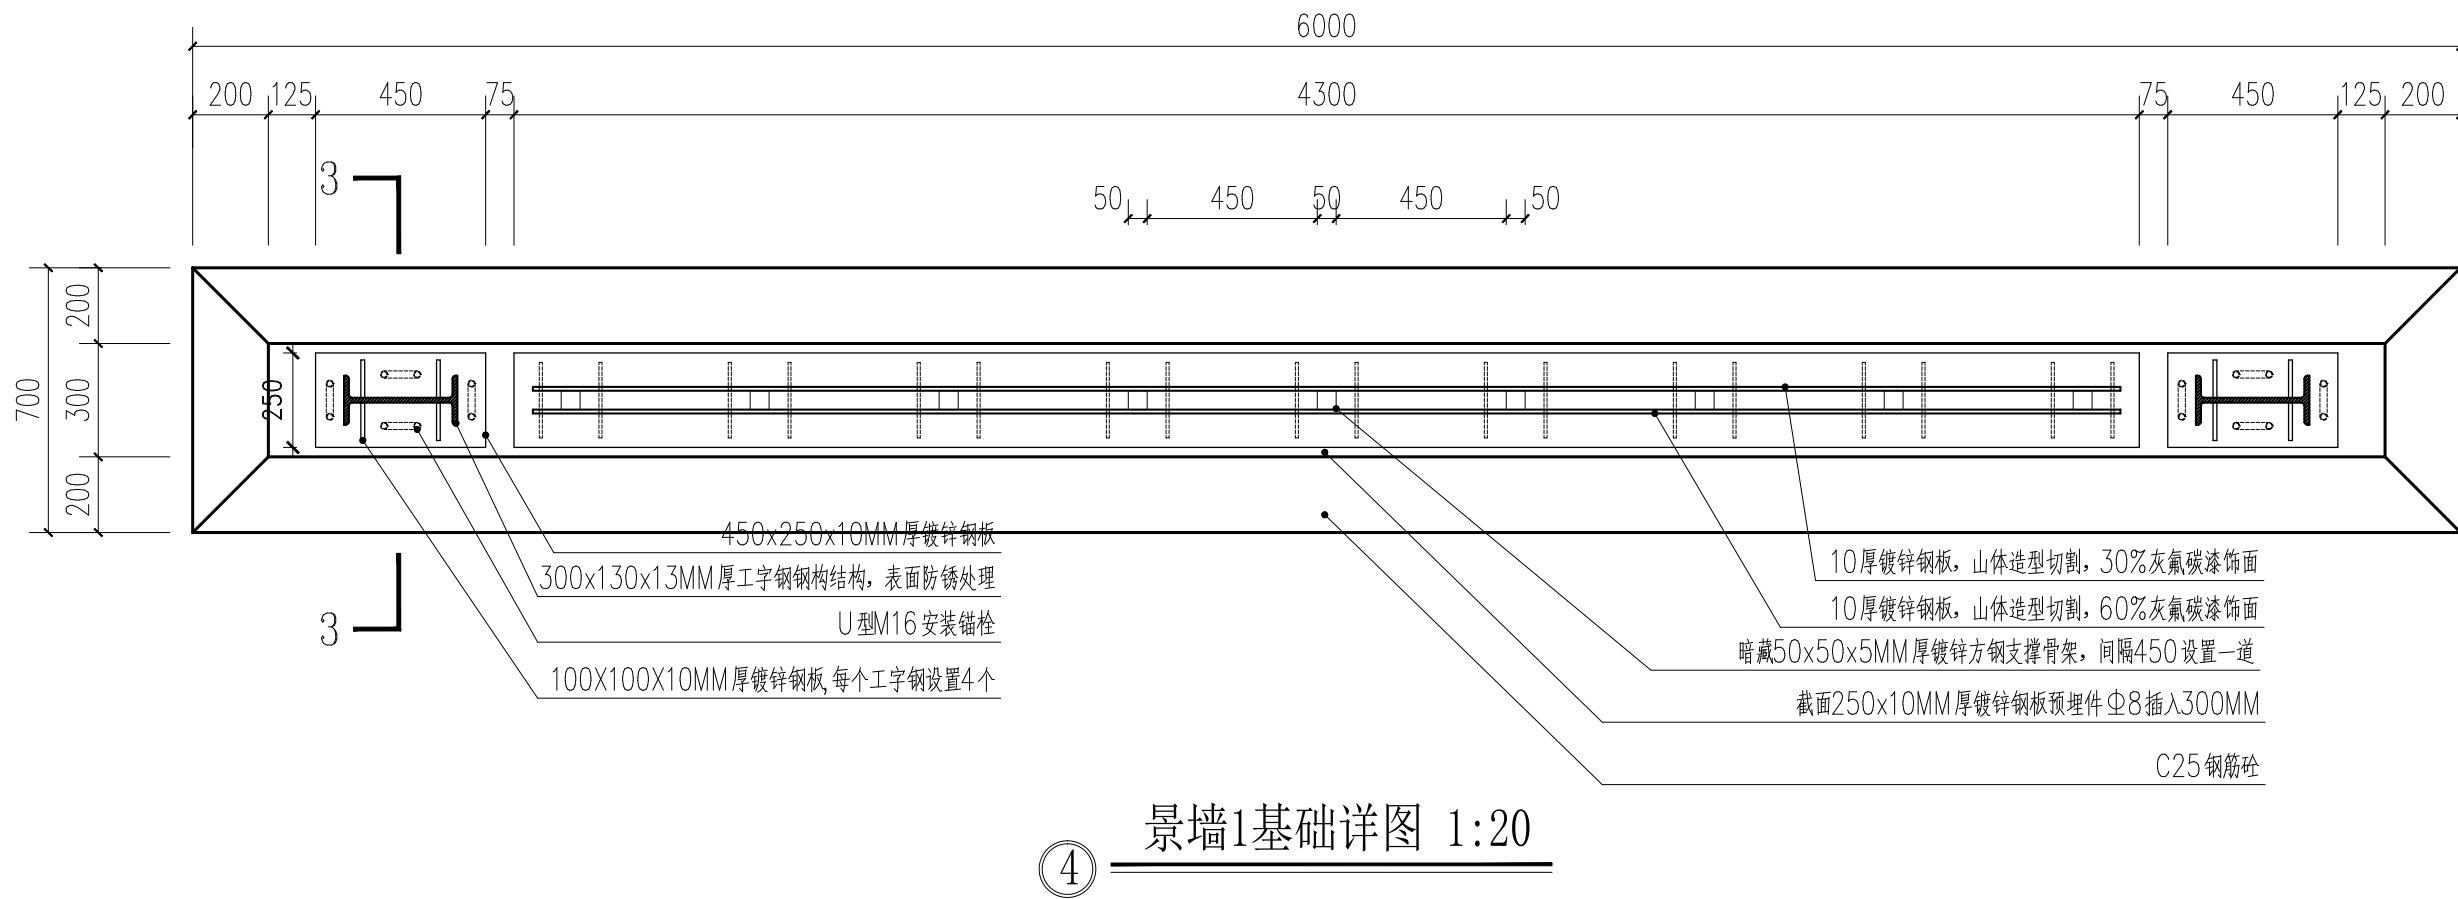 6000
200 125 450 75 4300 75 450 125 200
3
50 450 50 450 50
700
200
300
200
250
450x250x10MM厚镀锌钢板
300x130x13MM厚工字钢钢构结构，表面防锈处理
U型M16安装锚栓
100X100X10MM厚镀锌钢板,每个工字钢设置4个
3
10厚镀锌钢板，山体造型切割，30%灰氟碳漆饰面
10厚镀锌钢板，山体造型切割，60%灰氟碳漆饰面
暗藏50x50x5MM厚镀锌方钢支撑骨架，间隔450设置一道
截面250x10MM厚镀锌钢板预埋件Φ8插入300MM
C25钢筋砼
景墙1基础详图 1:20
4